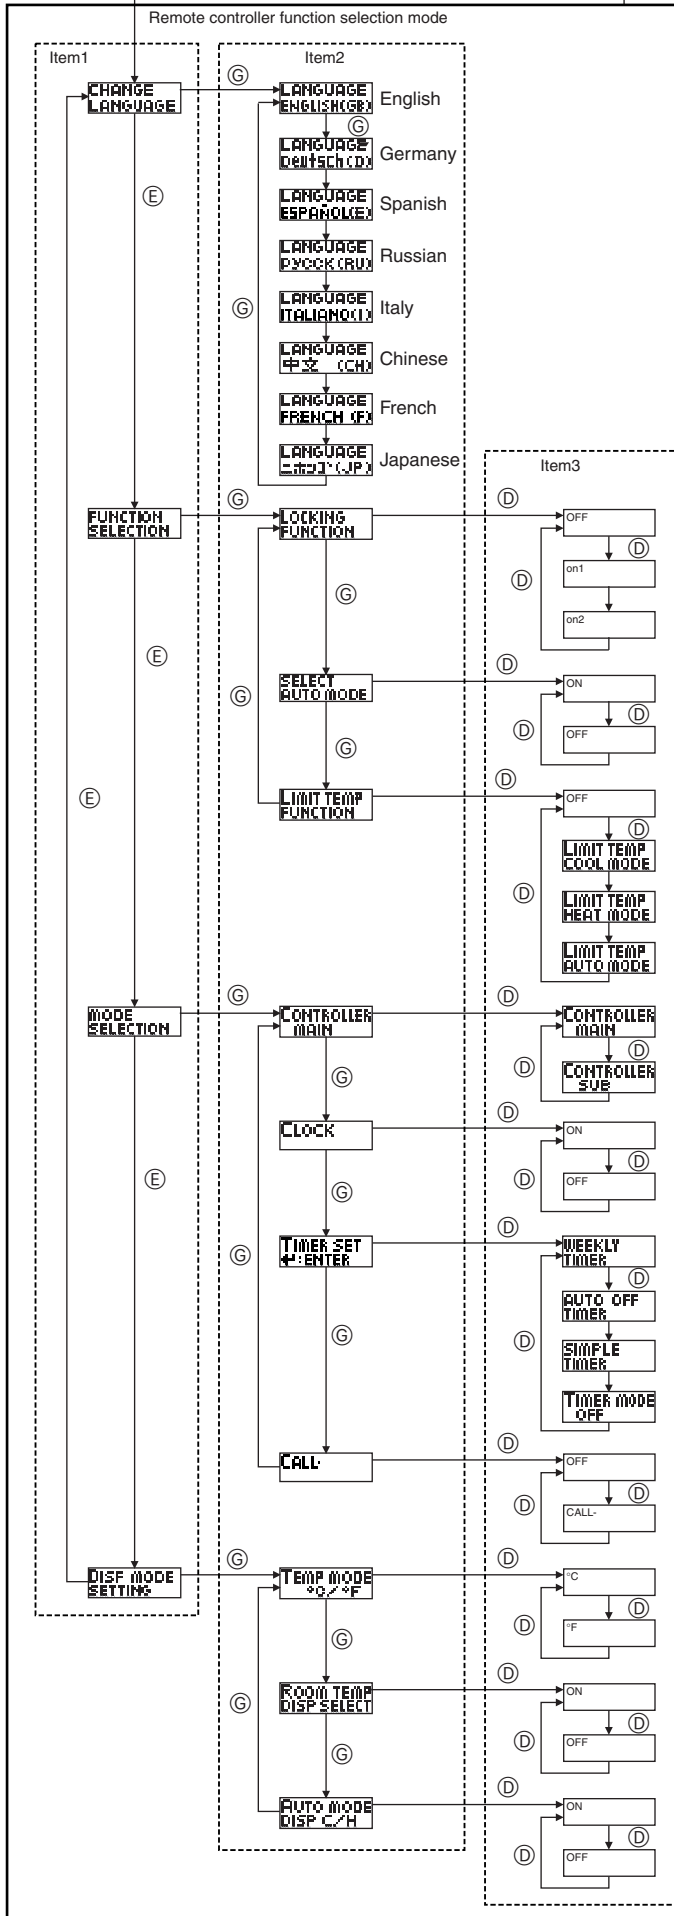 Remote controller function selection mode
Item1
Item2
CHANGE
LANGUAGE
Ⓖ
LANGUAGE
ENGLISH(GB)
English
Ⓖ
LANGUAGE
Deutsch(D)
Germany
Ⓔ
LANGUAGE
ESPAÑOL(E)
Spanish
LANGUAGE
РУССК(RU)
Russian
Ⓖ
LANGUAGE
ITALIANO(I)
Italy
LANGUAGE
中文 (CH)
Chinese
LANGUAGE
FRENCH (F)
French
LANGUAGE
ニホンゴ(JP)
Japanese
Item3
FUNCTION
SELECTION
Ⓖ
LOCKING
FUNCTION
Ⓓ
OFF
Ⓓ
Ⓓ
on1
on2
Ⓖ
Ⓔ
SELECT
AUTO MODE
Ⓓ
ON
Ⓓ
Ⓓ
OFF
Ⓖ
Ⓖ
Ⓔ
LIMIT TEMP
FUNCTION
Ⓓ
OFF
Ⓓ
LIMIT TEMP
COOL MODE
Ⓓ
LIMIT TEMP
HEAT MODE
LIMIT TEMP
AUTO MODE
MODE
SELECTION
Ⓖ
CONTROLLER
MAIN
Ⓓ
CONTROLLER
MAIN
Ⓓ
Ⓓ
CONTROLLER
SUB
Ⓖ
CLOCK
Ⓓ
ON
Ⓓ
Ⓓ
OFF
Ⓔ
Ⓖ
Ⓖ
TIMER SET
↵:ENTER
Ⓓ
WEEKLY
TIMER
Ⓓ
AUTO OFF
TIMER
Ⓓ
SIMPLE
TIMER
TIMER MODE
OFF
Ⓖ
CALL-
Ⓓ
OFF
Ⓓ
Ⓓ
CALL-
DISP MODE
SETTING
Ⓖ
TEMP MODE
°C/°F
Ⓓ
°C
Ⓓ
Ⓓ
°F
Ⓖ
ROOM TEMP
DISP SELECT
Ⓓ
ON
Ⓓ
Ⓓ
OFF
Ⓖ
Ⓖ
AUTO MODE
DISP C/H
Ⓓ
ON
Ⓓ
Ⓓ
OFF